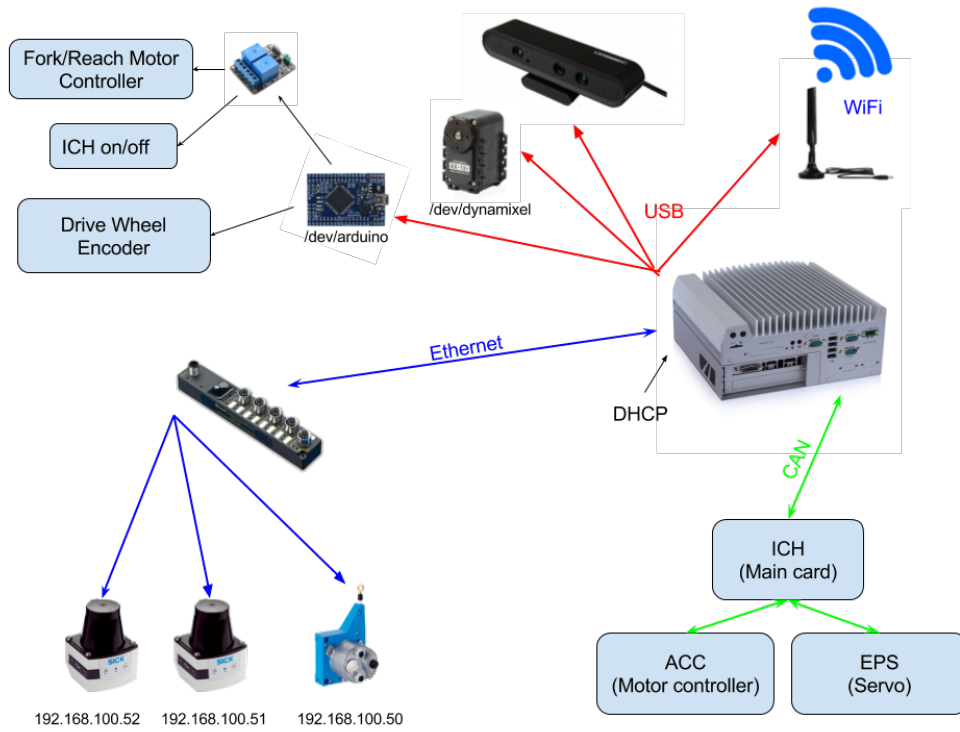 Fork/Reach Motor
Controller
ICH on/off
Drive Wheel
Encoder
/dev/arduino
/dev/dynamixel
WiFi
USB
Ethernet
DHCP
CAN
ICH
(Main card)
ACC
(Motor controller)
EPS
(Servo)
SICK
SICK
192.168.100.52
192.168.100.51
192.168.100.50